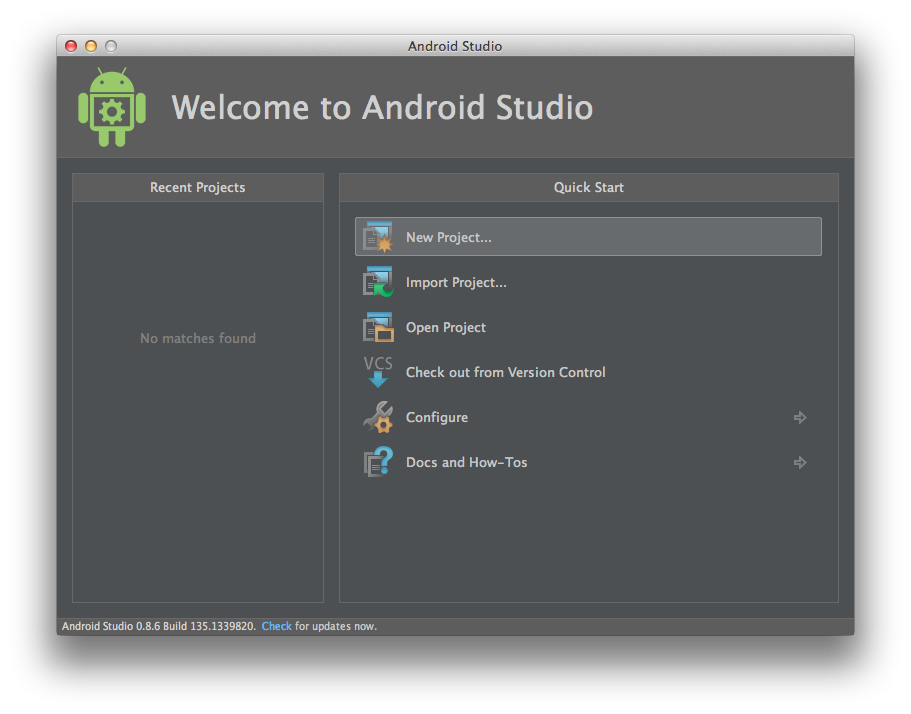 Android Studio
Welcome to Android Studio
Recent Projects
No matches found
Quick Start
New Project...
Import Project...
Open Project
VCS
Check out from Version Control
Configure
Docs and How-Tos
Android Studio 0.8.6 Build 135.1339820. Check for updates now.